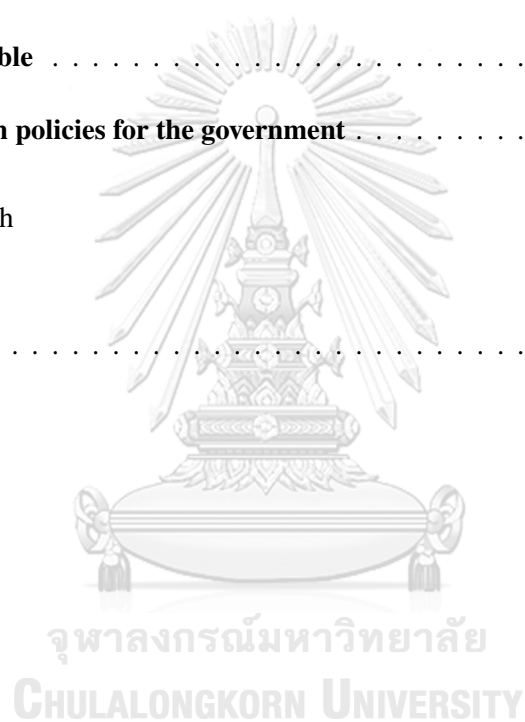 ble . . . . . . . . . . . . . . . . . . . . . . . .
n policies for the government . . . . . . . . .
h
. . . . . . . . . . . . . . . . . . . . . . . . . .
จุฬาลงกรณ์มหาวิทยาลัย
CHULALONGKORN UNIVERSITY